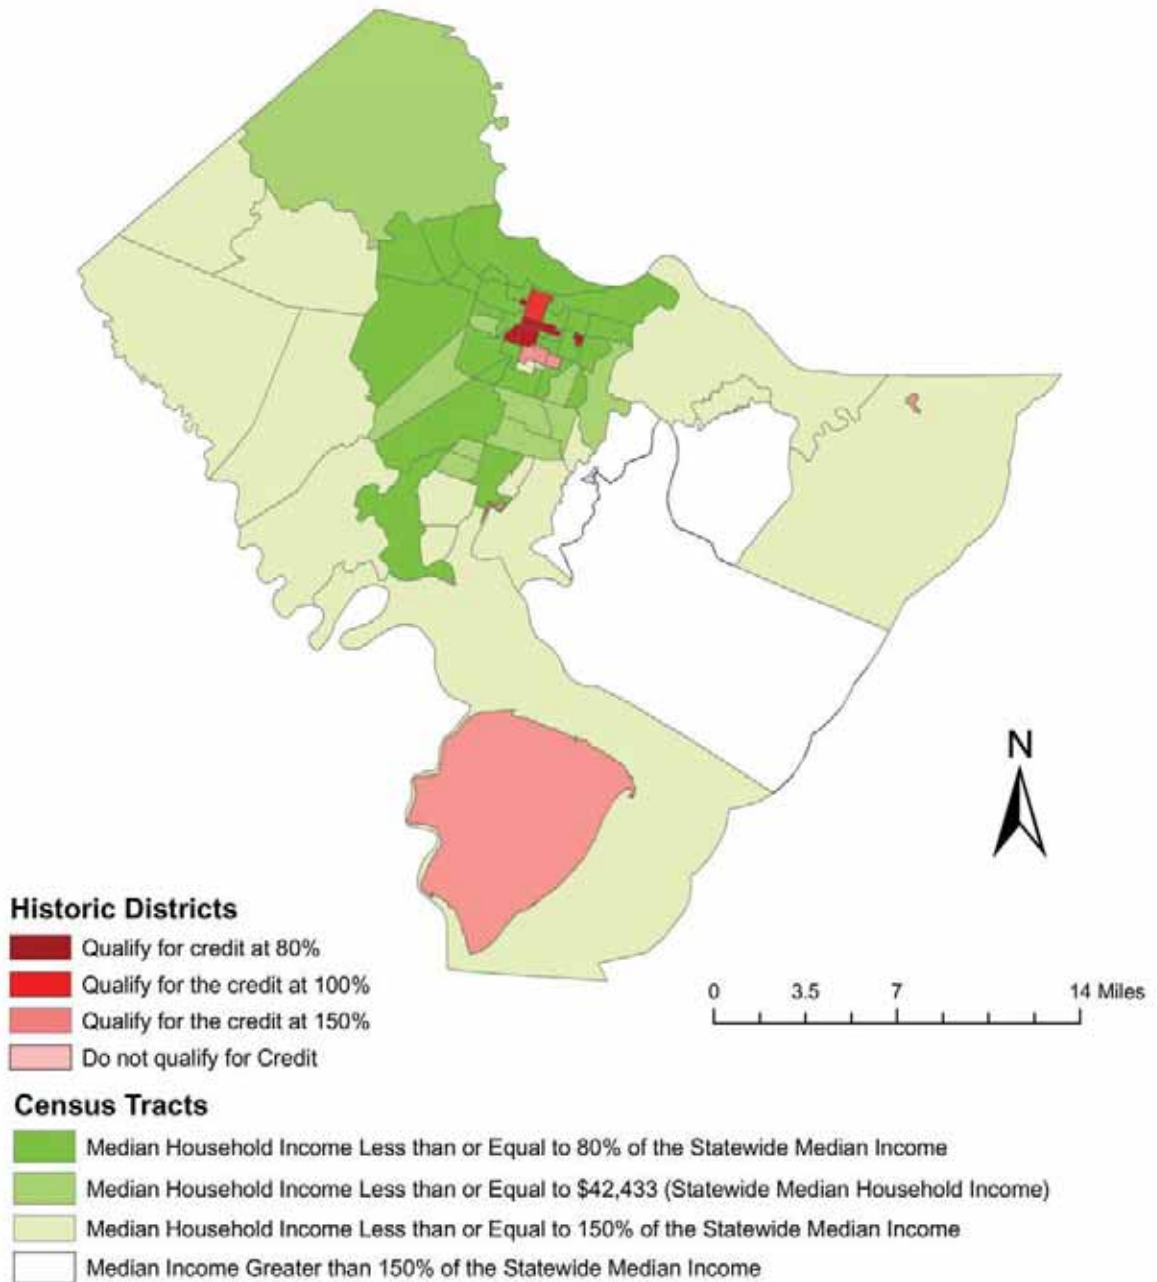 N
0 3.5 7 14 Miles
Historic Districts
Qualify for credit at 80%
Qualify for the credit at 100%
Qualify for the credit at 150%
Do not qualify for Credit
Census Tracts
Median Household Income Less than or Equal to 80% of the Statewide Median Income
Median Household Income Less than or Equal to $42,433 (Statewide Median Household Income)
Median Household Income Less than or Equal to 150% of the Statewide Median Income
Median Income Greater than 150% of the Statewide Median Income